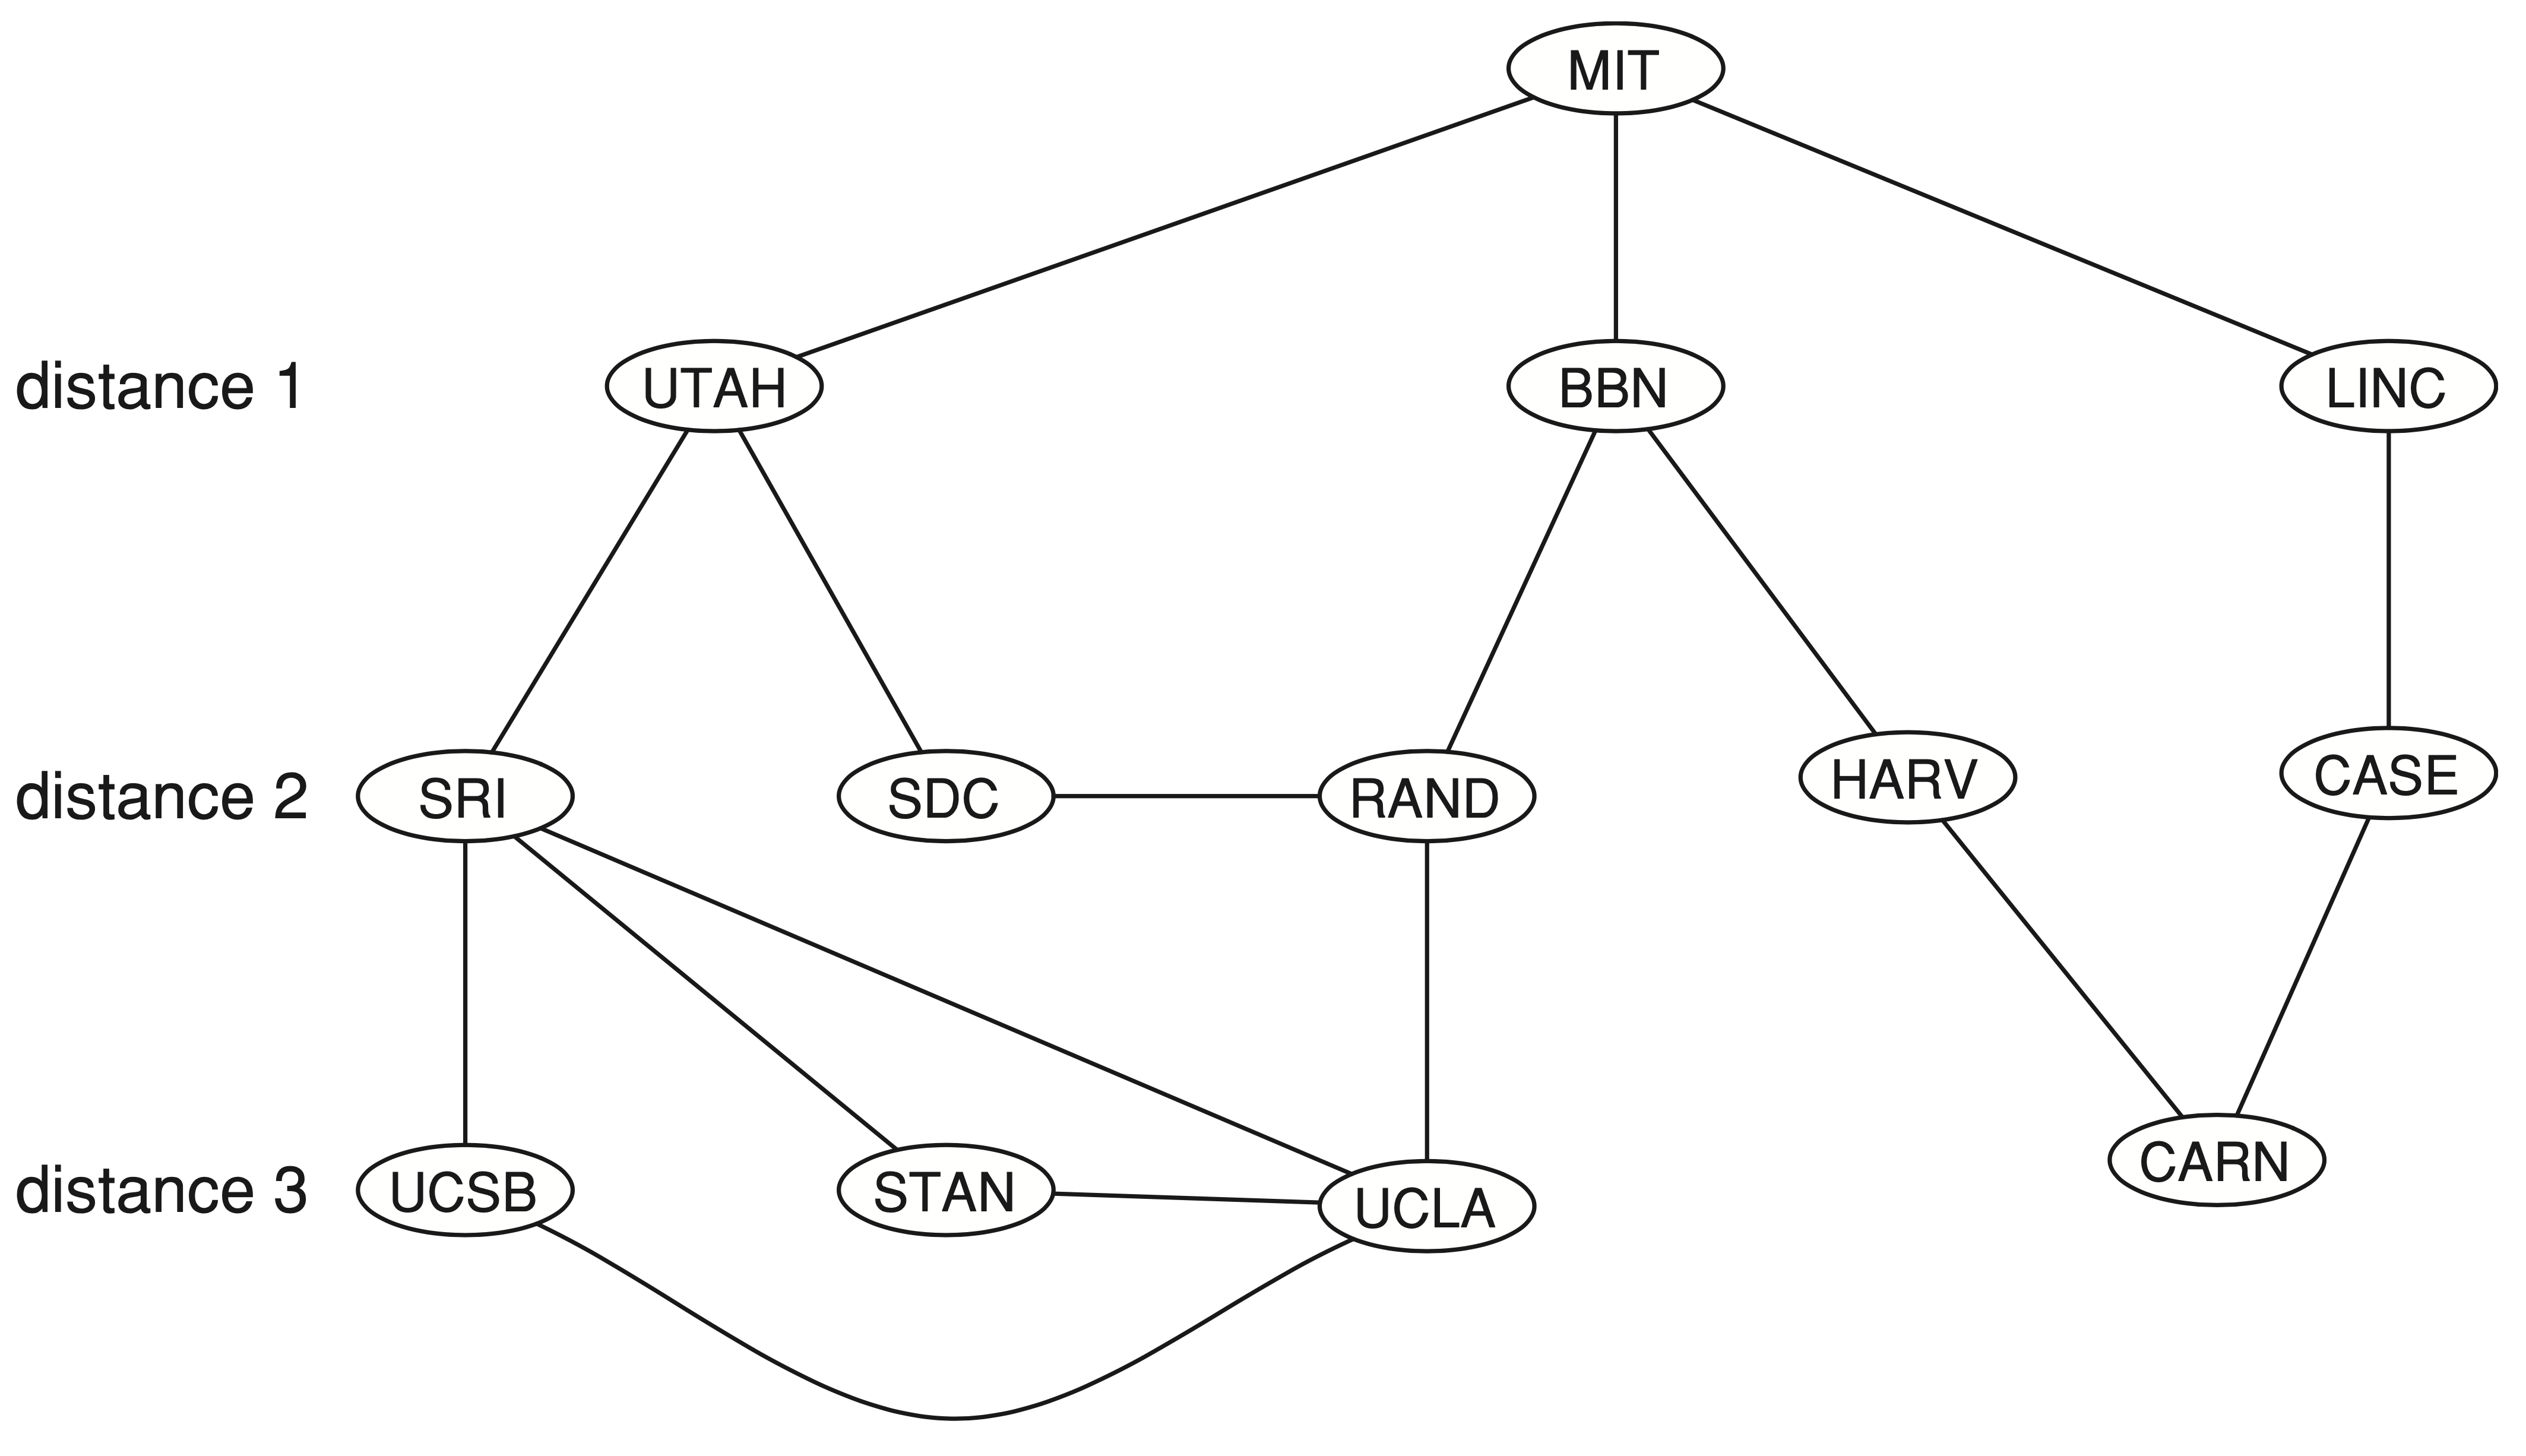 MIT
distance 1 UTAH BBN LINC
distance 2 SRI SDC RAND HARV CASE
distance 3 UCSB STAN UCLA CARN